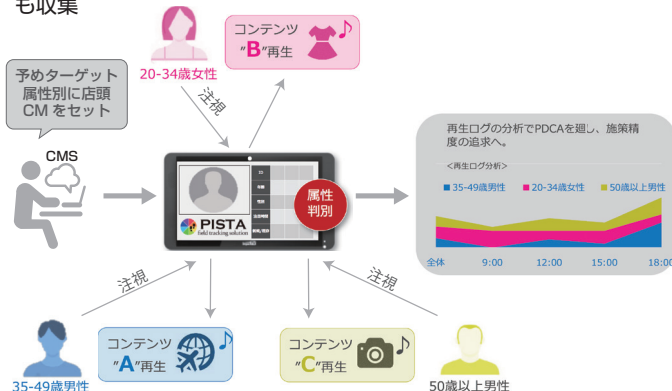 も収集
コンテンツ
"B"再生
20-34歳女性
予めターゲット
属性別に店頭
CM をセット
注視
CMS
再生ログの分析でPDCAを廻し、施策精
度の追求へ。
<再生ログ分析>
35-49歳男性 20-34歳女性 50歳以上男性
ID
年齢
性別
属性
判別
PISTA
field tracking solution
全体 9:00 12:00 15:00 18:00
注視
注視
コンテンツ
"A"再生
コンテンツ
"C"再生
35-49歳男性
50歳以上男性